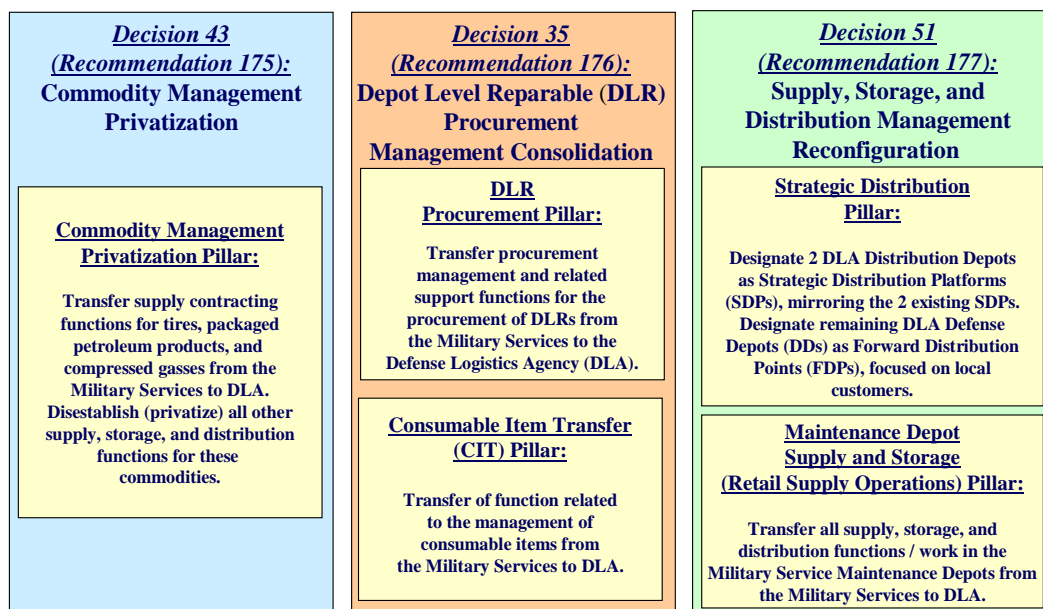 Decision 43
(Recommendation 175):
Commodity Management
Privatization
Commodity Management
Privatization Pillar:
Transfer supply contracting
functions for tires, packaged
petroleum products, and
compressed gasses from the
Military Services to DLA.
Disestablish (privatize) all other
supply, storage, and distribution
functions for these
commodities.
Decision 35
(Recommendation 176):
Depot Level Reparable (DLR)
Procurement
Management Consolidation
DLR
Procurement Pillar:
Transfer procurement
management and related
support functions for the
procurement of DLRs from
the Military Services to the
Defense Logistics Agency (DLA).
Consumable Item Transfer
(CIT) Pillar:
Transfer of function related
to the management of
consumable items from
the Military Services to DLA.
Decision 51
(Recommendation 177):
Supply, Storage, and
Distribution Management
Reconfiguration
Strategic Distribution
Pillar:
Designate 2 DLA Distribution Depots
as Strategic Distribution Platforms
(SDPs), mirroring the 2 existing SDPs.
Designate remaining DLA Defense
Depots (DDs) as Forward Distribution
Points (FDPs), focused on local
customers.
Maintenance Depot
Supply and Storage
(Retail Supply Operations) Pillar:
Transfer all supply, storage, and
distribution functions / work in the
Military Service Maintenance Depots from
the Military Services to DLA.